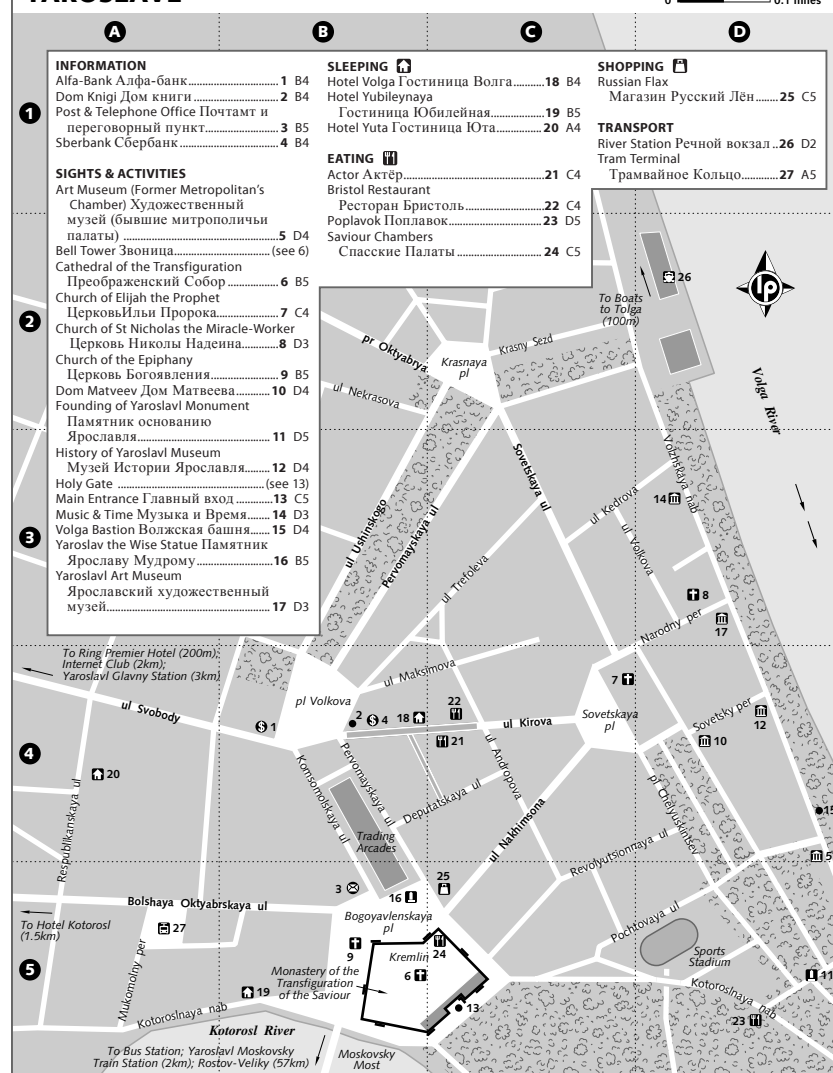 YAROSLAVL
0 0.1 miles
A B C D
INFORMATION
Alfa-Bank Алфа-банк 1 B4
Dom Knigi Дом книги 2 B4
Post & Telephone Office Почтамт и
переговорный пункт 3 B5
Sberbank Сбербанк 4 B4
SIGHTS & ACTIVITIES
Art Museum (Former Metropolitan's
Chamber) Художественный
музей (бывшие митрополичьи
палаты) 5 D4
Bell Tower Звоница (see 6)
Cathedral of the Transfiguration
Преображенский Собор 6 B5
Church of Elijah the Prophet
ЦерковьИльи Пророка 7 C4
Church of St Nicholas the Miracle-Worker
Церковь Николы Надеина 8 D3
Church of the Epiphany
Церковь Богоявления 9 B5
Dom Matveev Дом Матвеева 10 D4
Founding of Yaroslavl Monument
Памятник основанию
Ярославля 11 D5
History of Yaroslavl Museum
Музей Истории Ярославля 12 D4
Holy Gate (see 13)
Main Entrance Главный вход 13 C5
Music & Time Музыка и Время 14 D3
Volga Bastion Волжская башня 15 D4
Yaroslav the Wise Statue Памятник
Ярославу Мудрому 16 B5
Yaroslavl Art Museum
Ярославский художественный
музей 17 D3
SLEEPING
Hotel Volga Гостиница Волга 18 B4
Hotel Yubileynaya
Гостиница Юбилейная 19 B5
Hotel Yuta Гостиница Юта 20 A4
EATING
Actor Актёр 21 C4
Bristol Restaurant
Ресторан Бристоль 22 C4
Poplavok Поплавок 23 D5
Saviour Chambers
Спасские Палаты 24 C5
SHOPPING
Russian Flax
Магазин Русский Лён 25 C5
TRANSPORT
River Station Речной вокзал 26 D2
Tram Terminal
Трамвайное Кольцо 27 A5
1
2
3
4
5
26
To Boats
to Tolga
(100m)
lp
Krasny Sezd
pr Oktyabrya
Krasnaya
pl
ul Nekrasova
Volga River
Volzhskaya nab
Sovetskaya ul
14
ul Kedrova
ul Volkova
ul Ushinskogo
Pervomayskaya ul
ul Trefoleva
8
17
Narodny per
To Ring Premier Hotel (200m);
Internet Club (2km);
Yaroslavl Glavny Station (3km)
ul Maksimova
7
pl Volkova
ul Svobody
1
2
4
18
22
21
ul Kirova
Sovetskaya
pl
Sovetsky per
12
10
20
Respublikanskaya ul
Komsomolskaya ul
Pervomayskaya ul
Deputatskaya ul
ul Andropova
ul Nakhimsona
pl Chelyuskintsev
15
Trading
Arcades
Revolyutsionnaya ul
5
3
16
25
Bolshaya Oktyabrskaya ul
Bogoyavlenskaya
pl
Pochtovaya ul
To Hotel Kotorosl
(1.5km)
27
9
Kremlin
24
6
Sports
Stadium
Mukomolny per
Monastery of the
Transfiguration
of the Saviour
11
19
13
Kotoroslnaya nab
Kotoroslnaya nab
23
Kotorosl River
To Bus Station; Yaroslavl Moskovsky
Train Station (2km); Rostov-Veliky (57km)
Moskovsky
Most